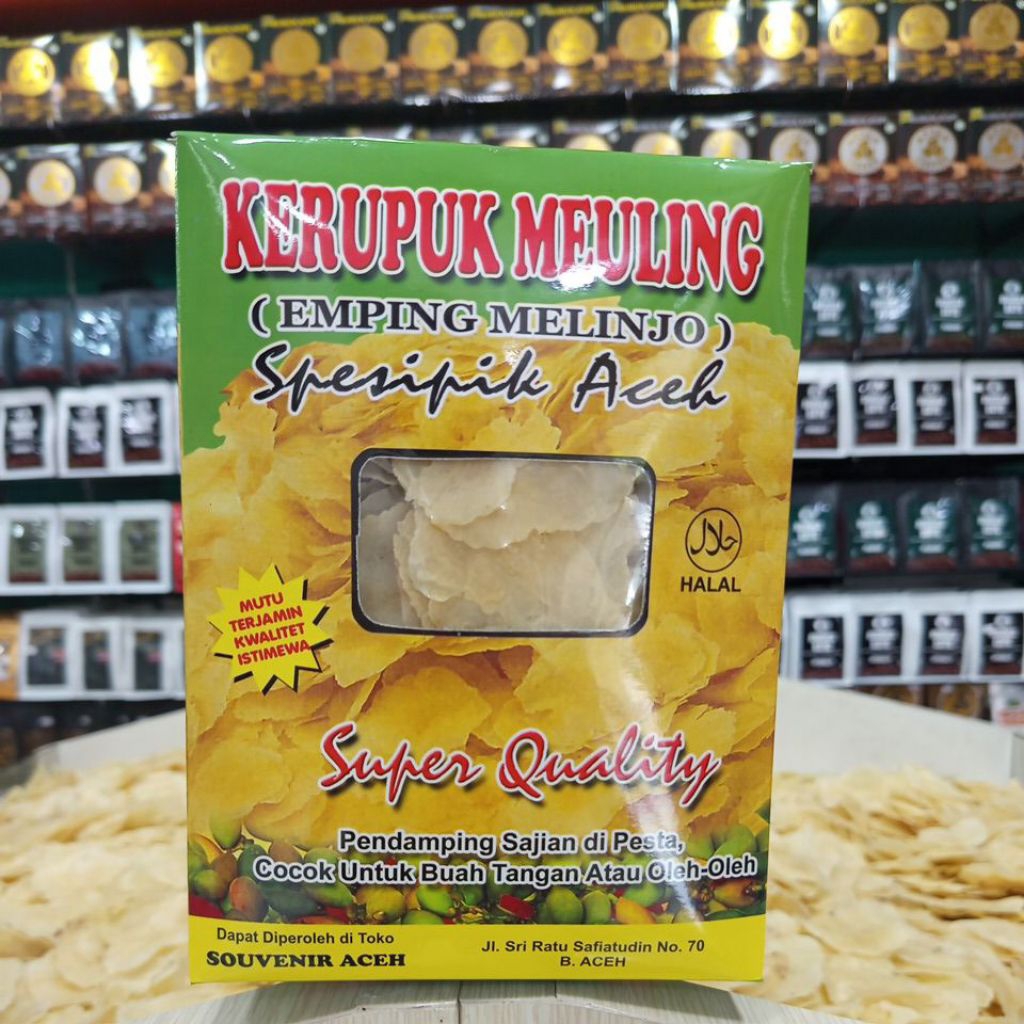 KERUPUK MEULING
( EMPING MELINJO )
Spesipik Aceh
حلال
HALAL
MUTU
TERJAMIN
KWALITET
ISTIMEWA
Super Quality
Pendamping Sajian di Pesta,
Cocok Untuk Buah Tangan Atau Oleh-Oleh
Dapat Diperoleh di Toko
SOUVENIR ACEH
Jl. Sri Ratu Safiatudin No. 70
B. ACEH